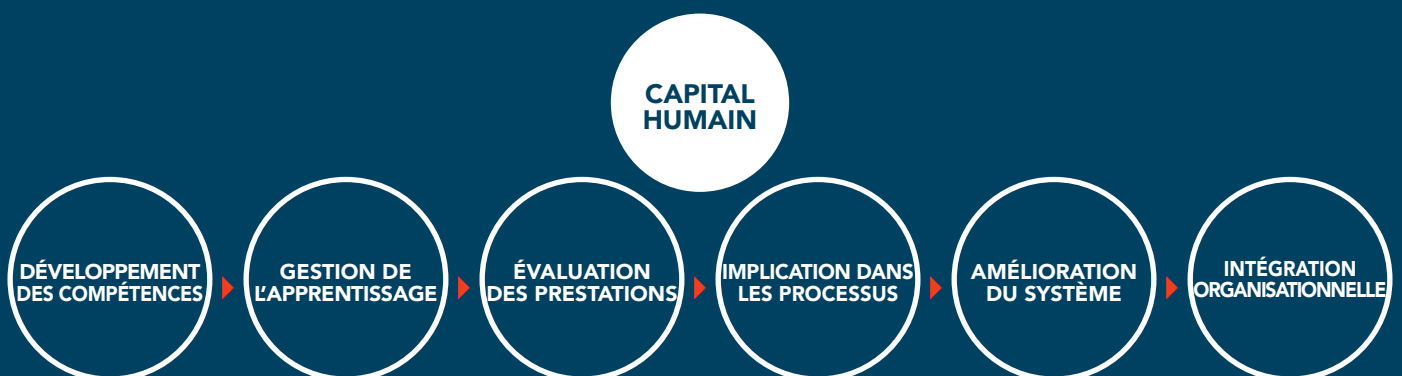 CAPITAL
HUMAIN
DÉVELOPPEMENT
DES COMPÉTENCES
GESTION DE
L'APPRENTISSAGE
ÉVALUATION
DES PRESTATIONS
IMPLICATION DANS
LES PROCESSUS
AMÉLIORATION
DU SYSTÈME
INTÉGRATION
ORGANISATIONNELLE